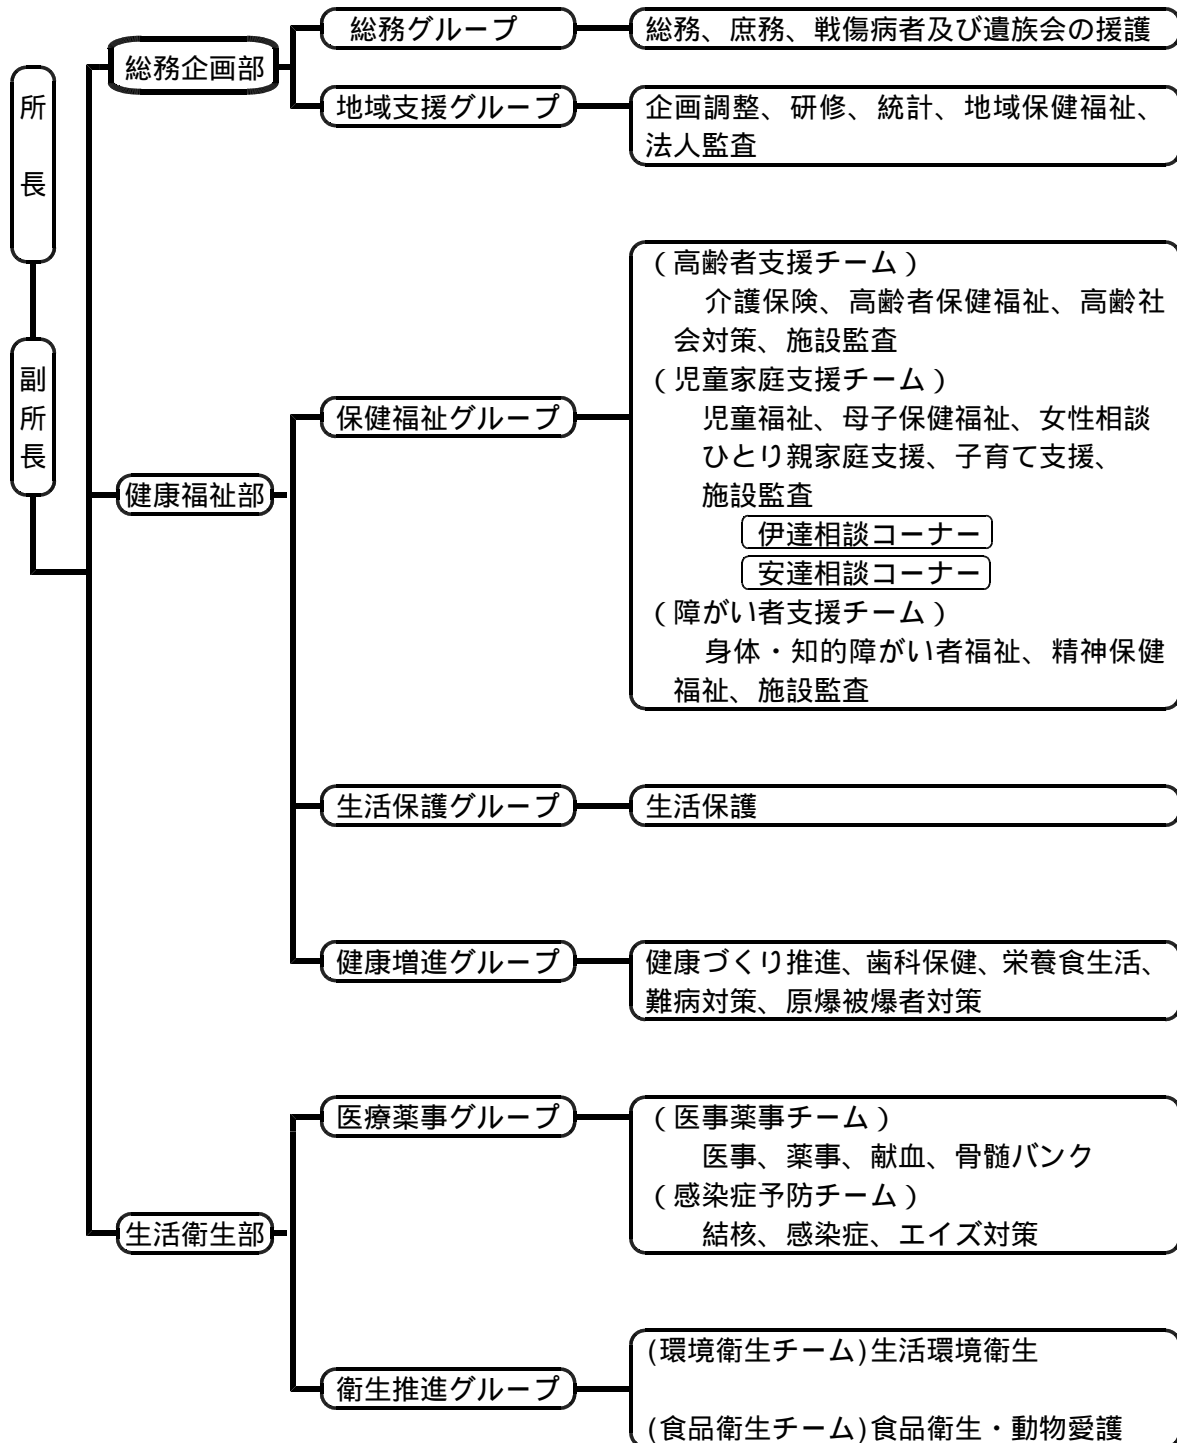 所長
副所長
総務企画部
総務グループ
総務、庶務、戦傷病者及び遺族会の援護
地域支援グループ
企画調整、研修、統計、地域保健福祉、
法人監査
健康福祉部
保健福祉グループ
（高齢者支援チーム）
介護保険、高齢者保健福祉、高齢社
会対策、施設監査
（児童家庭支援チーム）
児童福祉、母子保健福祉、女性相談
ひとり親家庭支援、子育て支援、
施設監査
伊達相談コーナー
安達相談コーナー
（障がい者支援チーム）
身体・知的障がい者福祉、精神保健
福祉、施設監査
生活保護グループ
生活保護
健康増進グループ
健康づくり推進、歯科保健、栄養食生活、
難病対策、原爆被爆者対策
生活衛生部
医療薬事グループ
（医事薬事チーム）
医事、薬事、献血、骨髄バンク
（感染症予防チーム）
結核、感染症、エイズ対策
衛生推進グループ
(環境衛生チーム)生活環境衛生
(食品衛生チーム)食品衛生・動物愛護